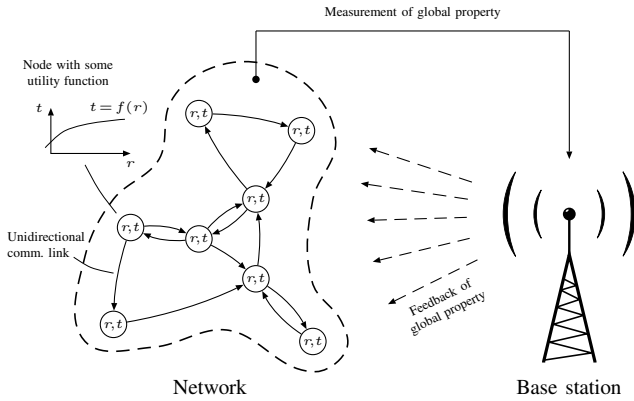 Measurement of global property
Node with some
utility function
t
t = f(r)
r
r, t
r, t
r, t
r, t
r, t
Unidirectional
comm. link
r, t
r, t
r, t
Feedback of
global property
Network
Base station